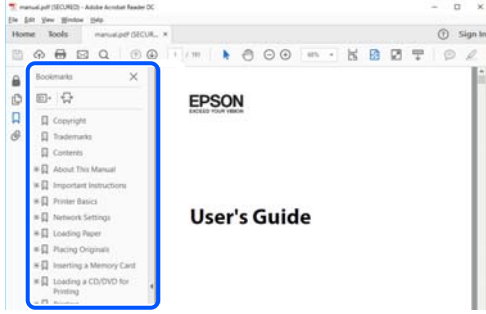 manual.pdf (SECURED) - Adobe Acrobat Reader DC
File Edit View Window Help
Home Tools manual.pdf (SECUR... ×
Sign In
1 / 191
Bookmarks
Copyright
Trademarks
Contents
About This Manual
Important Instructions
Printer Basics
Network Settings
Loading Paper
Placing Originals
Inserting a Memory Card
Loading a CD/DVD for
Printing
EPSON
EXCEED YOUR VISION
User's Guide